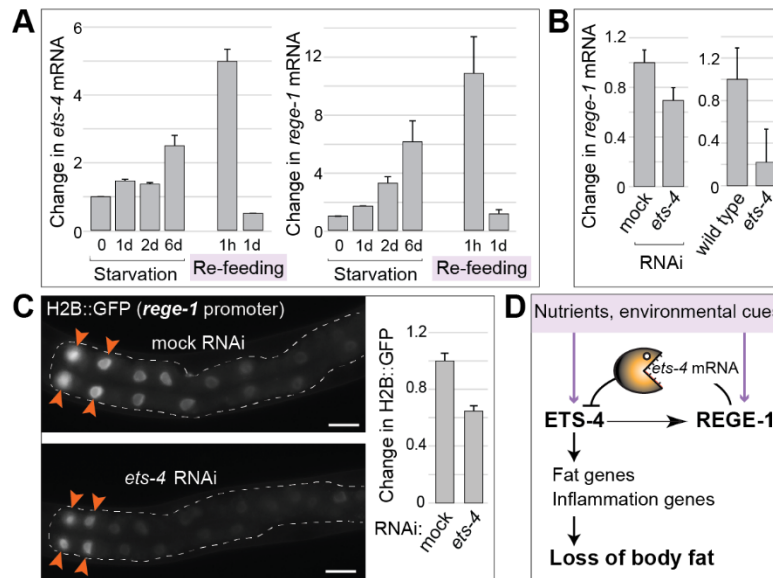 A
Change in ets-4 mRNA
6
4
2
0
0 1d 2d 6d
Starvation
1h 1d
Re-feeding
Change in rege-1 mRNA
12
8
4
0
0 1d 2d 6d
Starvation
1h 1d
Re-feeding
B
Change in rege-1 mRNA
1.2
0.8
0.4
0
mock
ets-4
RNAi
1.2
0.8
0.4
0
wild type
ets-4
C
H2B::GFP (rege-1 promoter)
mock RNAi
ets-4 RNAi
Change in H2B::GFP
1.2
0.8
0.4
0
RNAi:
mock
ets-4
D
Nutrients, environmental cues
ets-4 mRNA
ETS-4
REGE-1
Fat genes
Inflammation genes
Loss of body fat